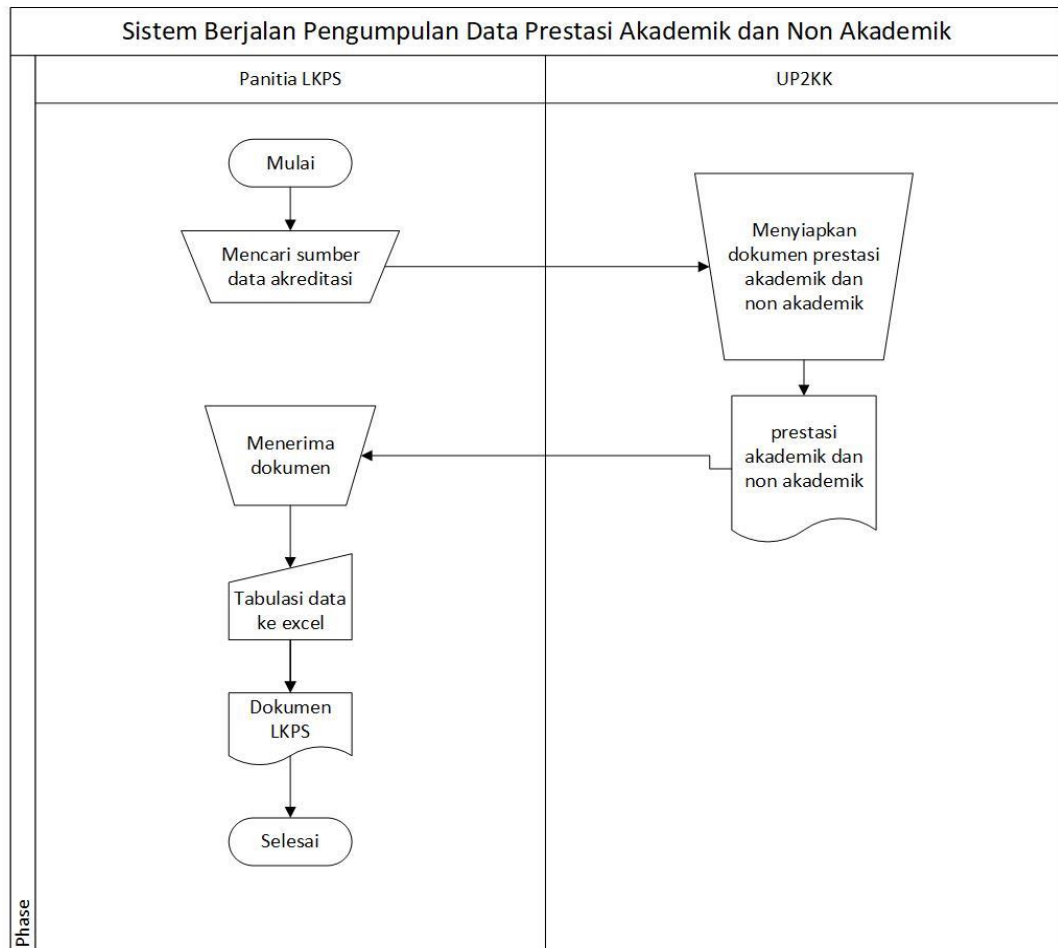 Sistem Berjalan Pengumpulan Data Prestasi Akademik dan Non Akademik
Panitia LKPS
UP2KK
Mulai
Mencari sumber
data akreditasi
Menyiapkan
dokumen prestasi
akademik dan
non akademik
prestasi
akademik dan
non akademik
Menerima
dokumen
Tabulasi data
ke excel
Dokumen
LKPS
Selesai
Phase